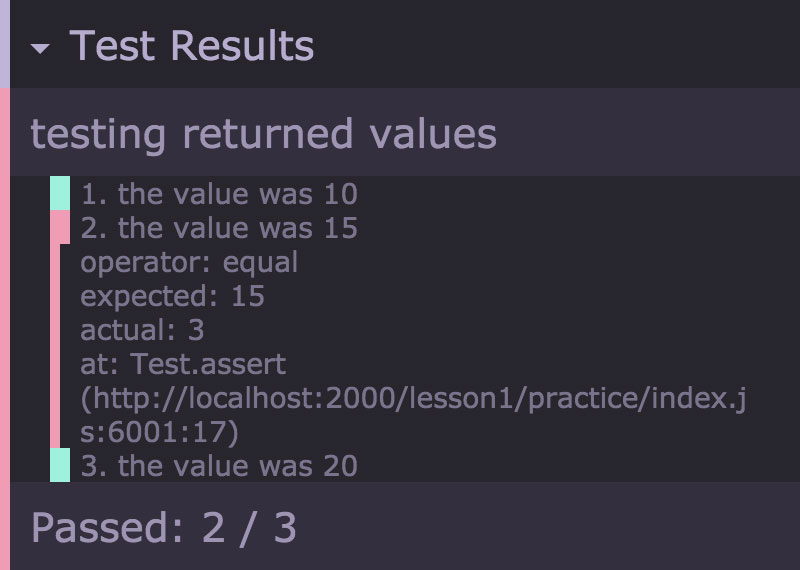 Test Results
testing returned values
1. the value was 10
2. the value was 15
operator: equal
expected: 15
actual: 3
at: Test.assert
(http://localhost:2000/lesson1/practice/index.j
s:6001:17)
3. the value was 20
Passed: 2 / 3